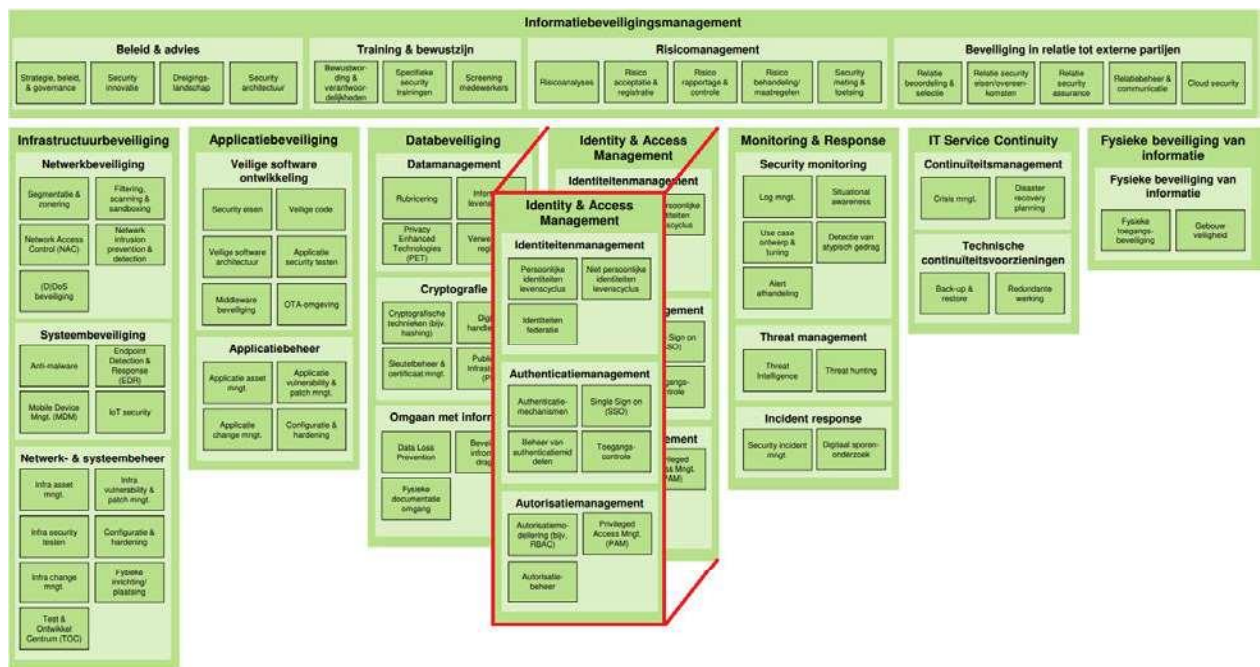 Informatiebeveiligingsmanagement
Beleid & advies
Strategie, beleid,
& governance
Security
innovatie
Dreigings-
landschap
Security
architectuur
Training & bewustzijn
Bewustwor-
ding &
verantwoor-
delijkheden
Specifieke
security
trainingen
Screening
medewerkers
Risicomanagement
Risicoanalyses
Risico
acceptatie &
registratie
Risico
rapportage &
controle
Risico
behandeling/
maatregelen
Security
meting &
toetsing
Beveiliging in relatie tot externe partijen
Relatie
beoordeling &
selectie
Relatie security
eisen/overeen-
komsten
Relatie
security
assurance
Relatiebeheer &
communicatie
Cloud security
Infrastructuurbeveiliging
Netwerkbeveiliging
Segmentatie &
zonering
Filtering,
scanning &
sandboxing
Network Access
Control (NAC)
Network
intrusion
prevention &
detection
(D)DoS
beveiliging
Systeembeveiliging
Anti-malware
Endpoint
Detection &
Response
(EDR)
Mobile Device
Mngt. (MDM)
IoT security
Netwerk- & systeembeheer
Infra asset
mngt.
Infra
vulnerability &
patch mngt.
Infra security
testen
Configuratie &
hardening
Infra change
mngt.
Fysieke
inrichting/
plaatsing
Test &
Ontwikkel
Centrum (TOC)
Applicatiebeveiliging
Veilige software
ontwikkeling
Security eisen
Veilige code
Veilige software
architectuur
Applicatie
security testen
Middleware
beveiliging
OTA-omgeving
Applicatiebeheer
Applicatie asset
mngt.
Applicatie
vulnerability &
patch mngt.
Applicatie
change mngt.
Configuratie &
hardening
Databeveiliging
Datamanagement
Rubricering
Privacy
Enhanced
Technologies
(PET)
Cryptografie
Cryptografische
technieken (bijv.
hashing)
Sleutelbeheer &
certificaat mngt.
Omgaan met inform
Data Loss
Prevention
Fysieke
documentatie
omgang
Identity & Access
Management
Identiteitenmanagement
Identity & Access
Management
Identiteitenmanagement
Persoonlijke
identiteiten
levenscyclus
Niet persoonlijke
identiteiten
levenscyclus
Identiteiten
federatie
Authenticatiemanagement
Authenticatie-
mechanismen
Single Sign on
(SSO)
Beheer van
authenticatiemid
delen
Toegangs-
controle
Autorisatiemanagement
Autorisatiemo-
dellering (bijv.
RBAC)
Privileged
Access Mngt.
(PAM)
Autorisatie-
beheer
Monitoring & Response
Security monitoring
Log mngt.
Situational
awareness
Use case
ontwerp &
tuning
Detectie van
atypisch gedrag
Alert
afhandeling
Threat management
Threat
Intelligence
Threat hunting
Incident response
Security incident
mngt.
Digitaal sporen-
onderzoek
IT Service Continuity
Continuïteitsmanagement
Crisis mngt.
Disaster
recovery
planning
Technische
continuïteitsvoorzieningen
Back-up &
restore
Redundante
werking
Fysieke beveiliging van
informatie
Fysieke beveiliging van
informatie
Fysieke
toegangs-
beveiliging
Gebouw
veiligheid